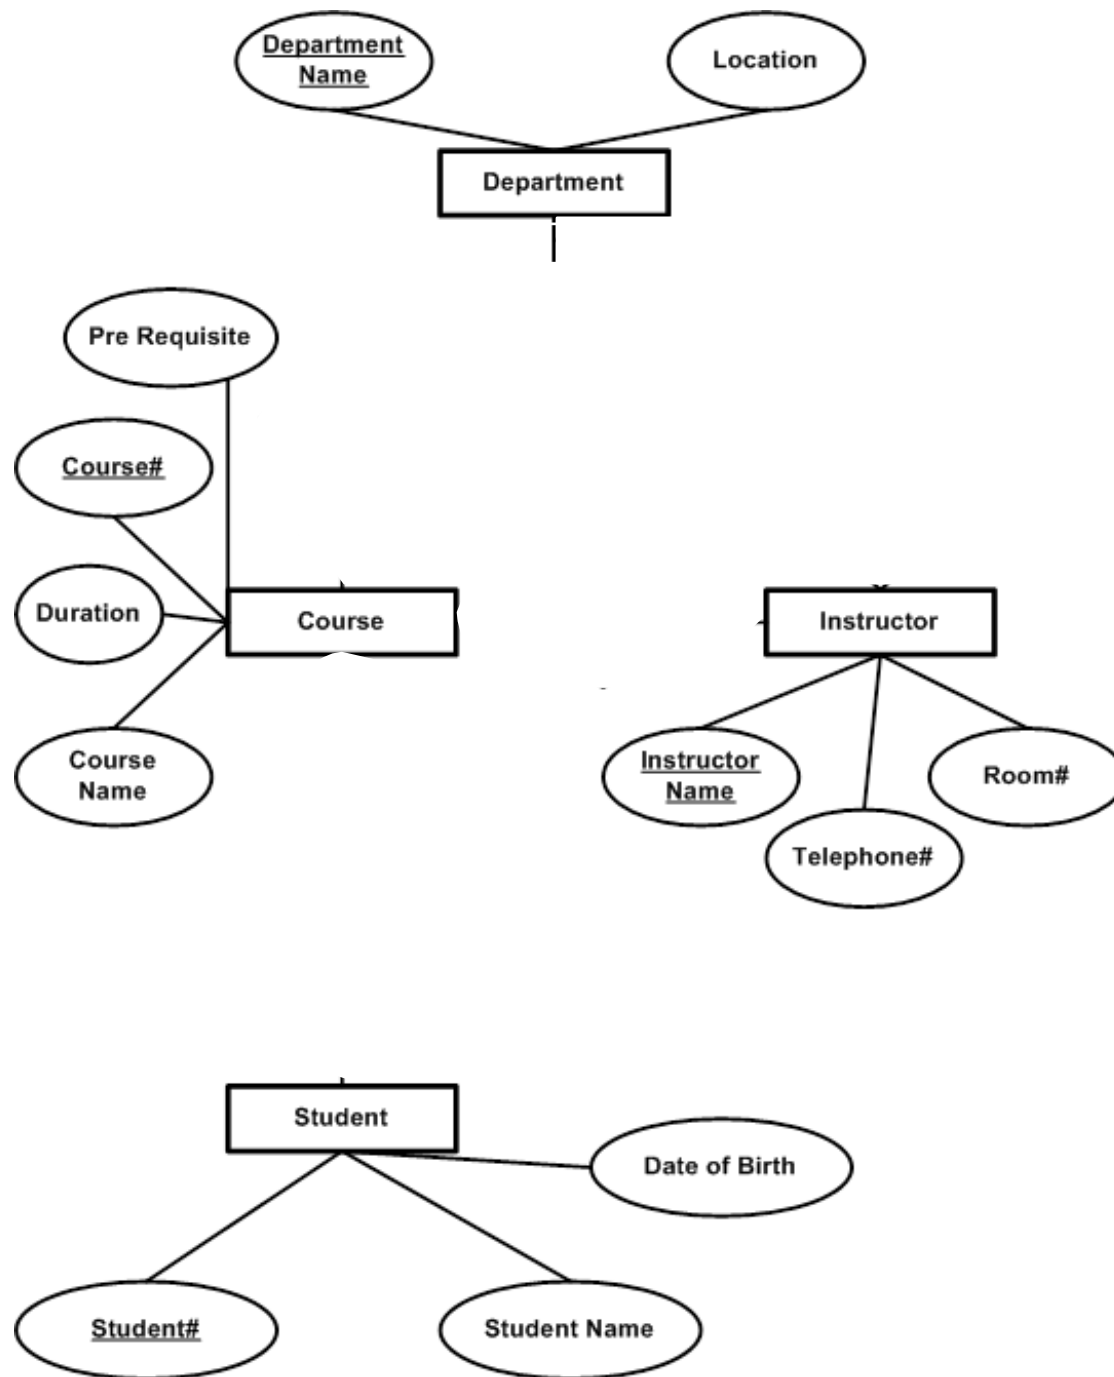 Department
Name
Location
Department
Pre Requisite
Course#
Duration
Course
Instructor
Course
Name
Instructor
Name
Room#
Telephone#
Student
Date of Birth
Student#
Student Name